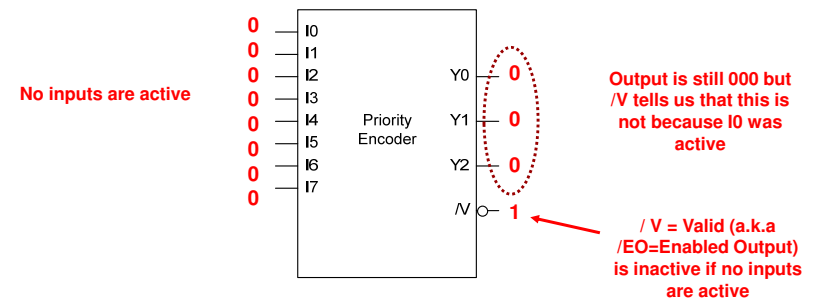 0 I0
0 I1
0 I2
0 I3
0 I4
0 I5
0 I6
0 I7
No inputs are active
Priority
Encoder
Y0 0
Y1 0
Y2 0
/V 1
Output is still 000 but
/V tells us that this is
not because I0 was
active
/ V = Valid (a.k.a
/EO=Enabled Output)
is inactive if no inputs
are active